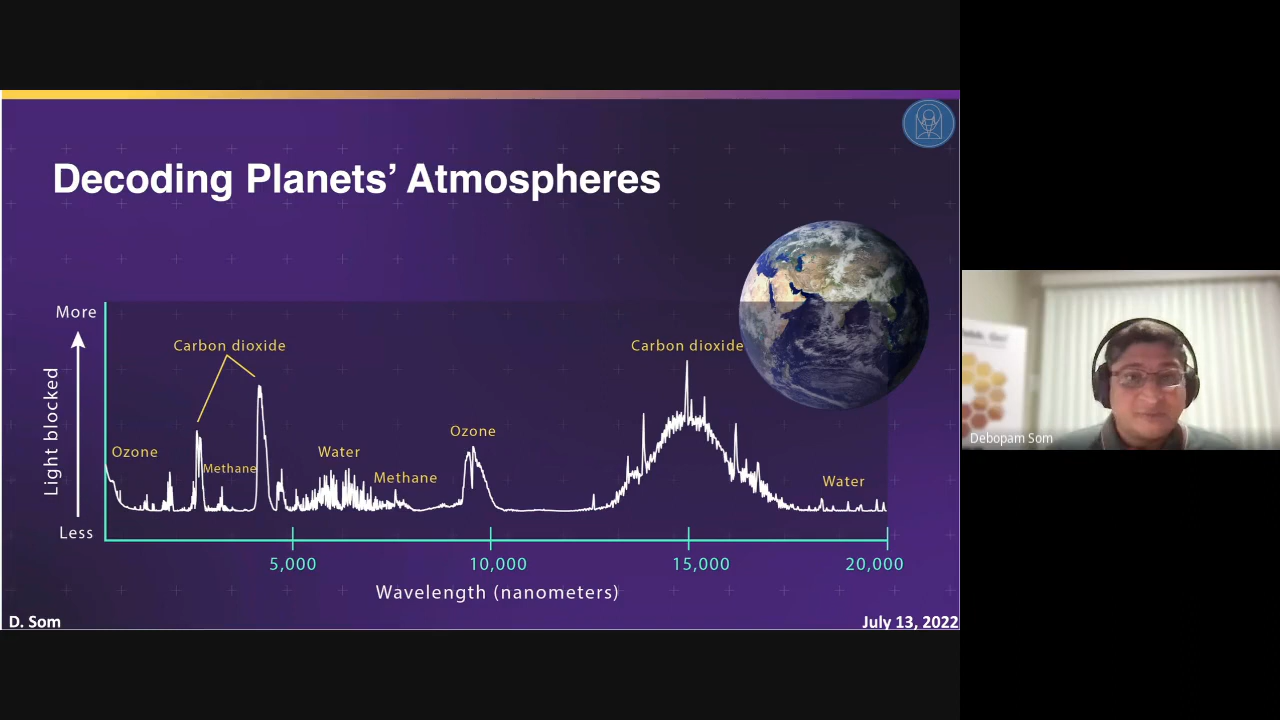 Decoding Planets’ Atmospheres
More
Light blocked
Less
Carbon dioxide
Carbon dioxide
Ozone
Methane
Water
Methane
Ozone
Water
5,000
10,000
15,000
20,000
Wavelength (nanometers)
D. Som
July 13, 2022
Debopam Som